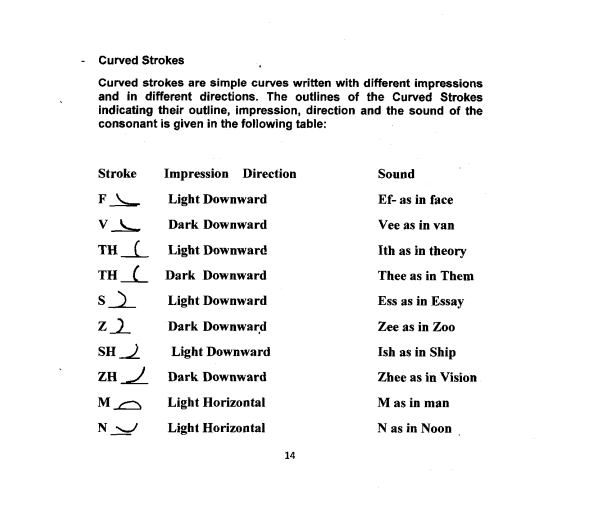 - Curved Strokes
Curved strokes are simple curves written with different impressions
and in different directions. The outlines of the Curved Strokes
indicating their outline, impression, direction and the sound of the
consonant is given in the following table:
Stroke Impression Direction Sound
F Light Downward Ef- as in face
V Dark Downward Vee as in van
TH Light Downward Ith as in theory
TH Dark Downward Thee as in Them
S Light Downward Ess as in Essay
Z Dark Downward Zee as in Zoo
SH Light Downward Ish as in Ship
ZH Dark Downward Zhee as in Vision
M Light Horizontal M as in man
N Light Horizontal N as in Noon
14